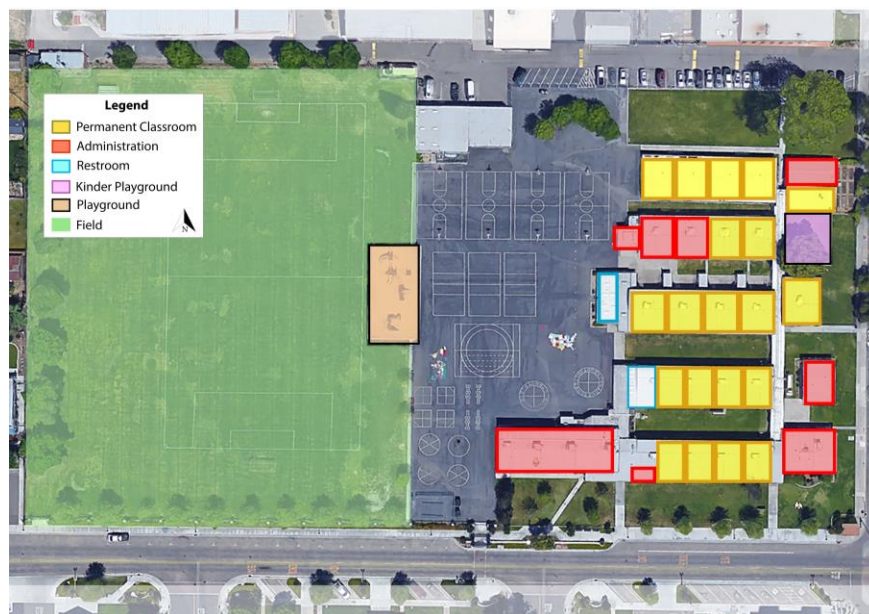 Legend
Permanent Classroom
Administration
Restroom
Kinder Playground
Playground
Field
N